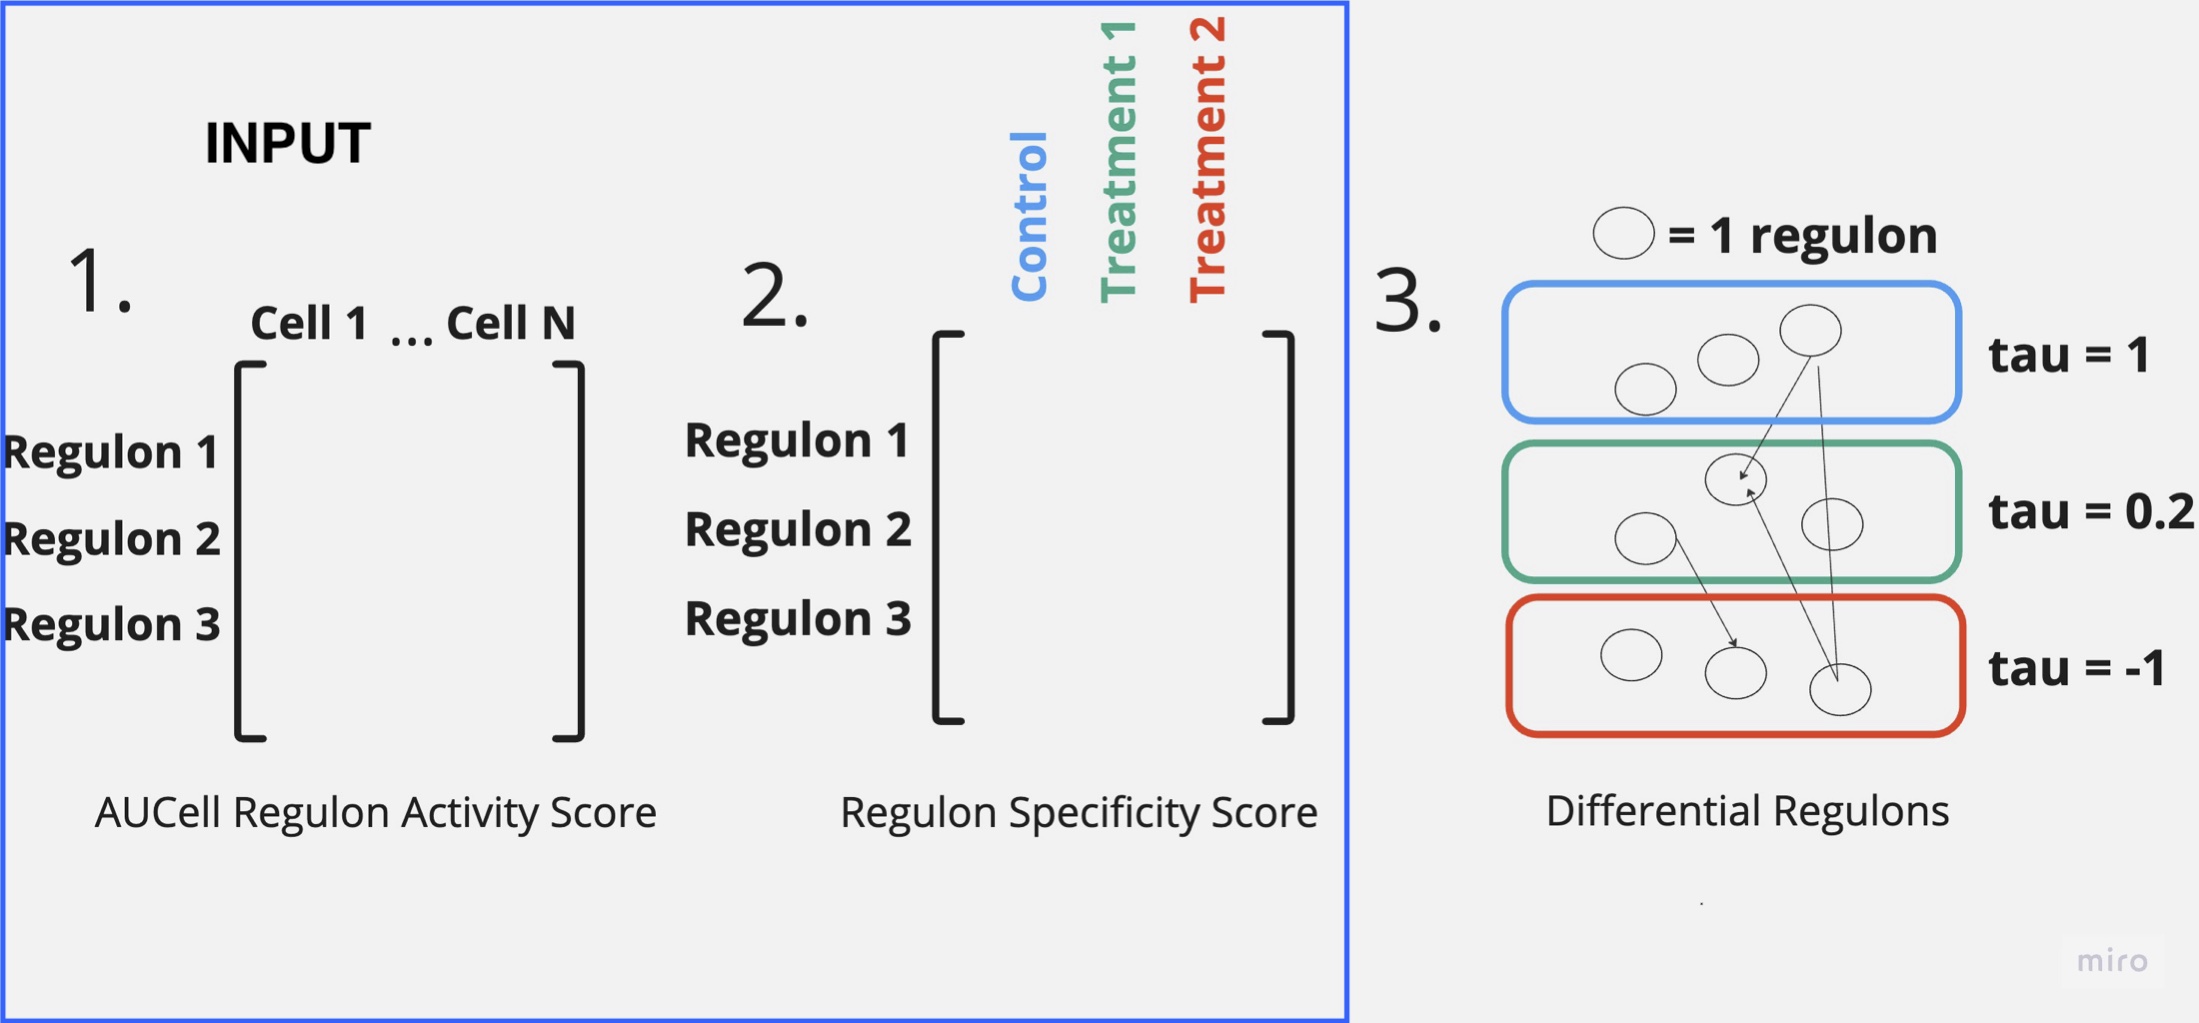 INPUT
1.
Cell 1 ... Cell N
Regulon 1
Regulon 2
Regulon 3
AUCell Regulon Activity Score
2.
Control
Treatment 1
Treatment 2
Regulon 1
Regulon 2
Regulon 3
Regulon Specificity Score
3.
= 1 regulon
tau = 1
tau = 0.2
tau = -1
Differential Regulons
miro